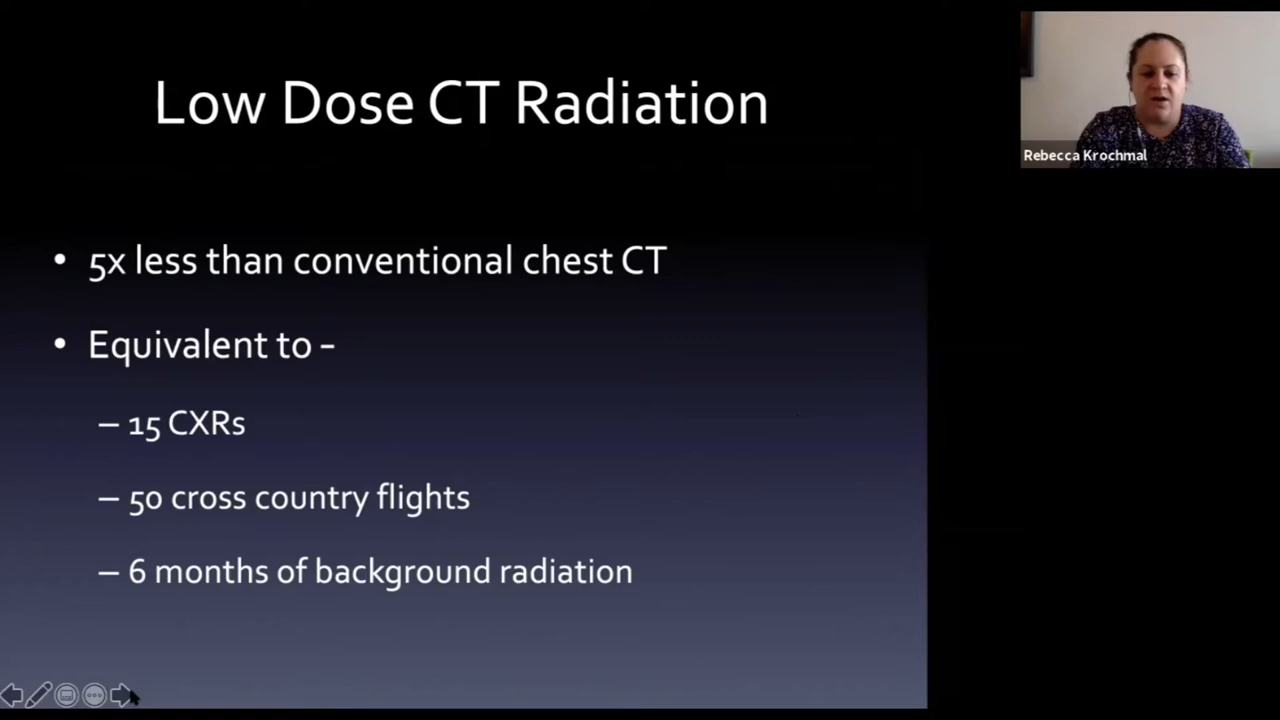 Low Dose CT Radiation
Rebecca Krochmal
• 5x less than conventional chest CT
• Equivalent to –
– 15 CXRs
– 50 cross country flights
– 6 months of background radiation